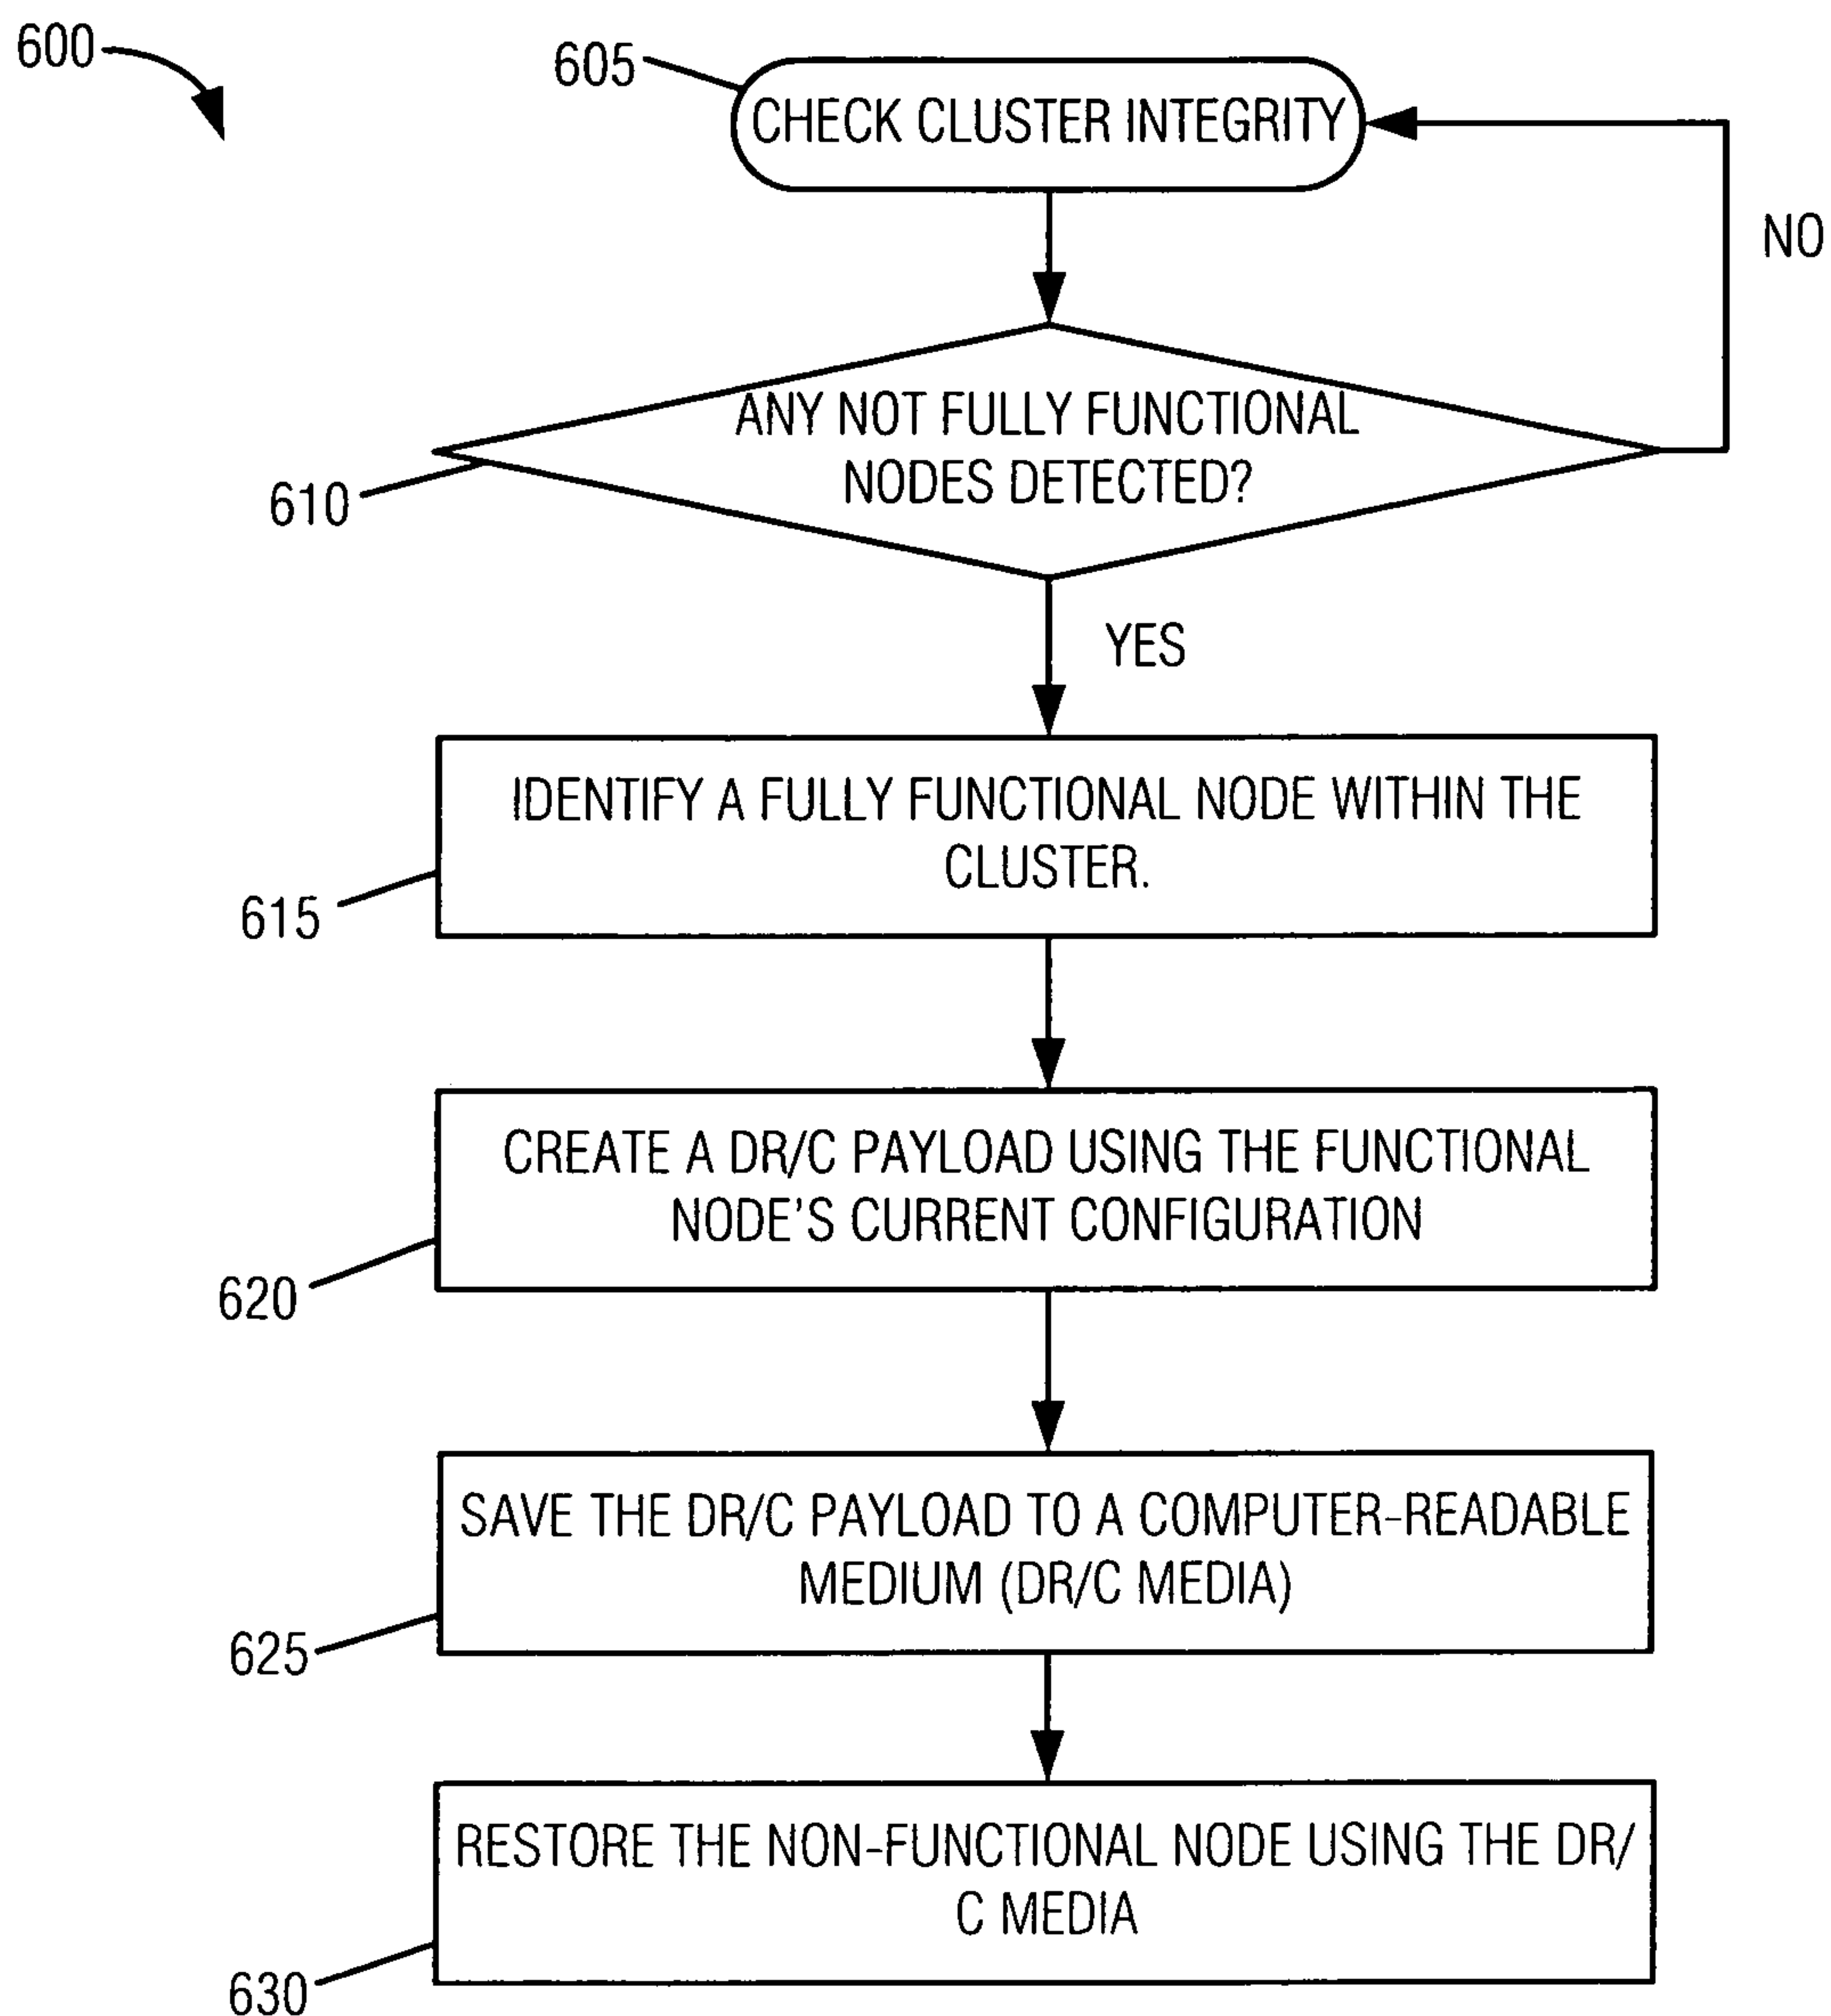 600
605
CHECK CLUSTER INTEGRITY
NO
ANY NOT FULLY FUNCTIONAL
NODES DETECTED?
610
YES
IDENTIFY A FULLY FUNCTIONAL NODE WITHIN THE
CLUSTER.
615
CREATE A DR/C PAYLOAD USING THE FUNCTIONAL
NODE'S CURRENT CONFIGURATION
620
SAVE THE DR/C PAYLOAD TO A COMPUTER-READABLE
MEDIUM (DR/C MEDIA)
625
RESTORE THE NON-FUNCTIONAL NODE USING THE DR/
C MEDIA
630